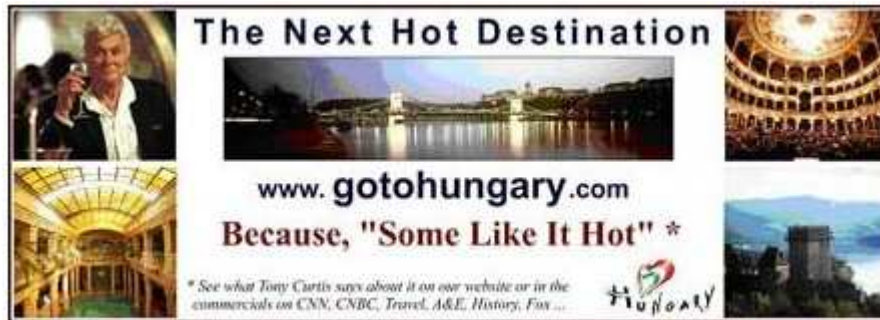 The Next Hot Destination
www. gotohungary.com
Because, "Some Like It Hot" *
* See what Tony Curtis says about it on our website or in the
commercials on CNN, CNBC, Travel, A&E, History, Fox ...
HUNGARY